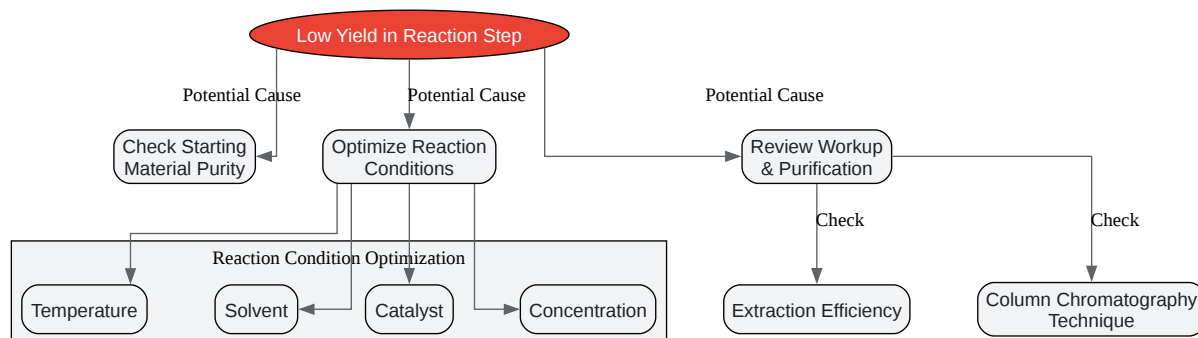 Low Yield in Reaction Step
Potential Cause
Potential Cause
Potential Cause
Check Starting
Material Purity
Optimize Reaction
Conditions
Review Workup
& Purification
Check
Check
Reaction Condition Optimization
Temperature
Solvent
Catalyst
Concentration
Extraction Efficiency
Column Chromatography
Technique